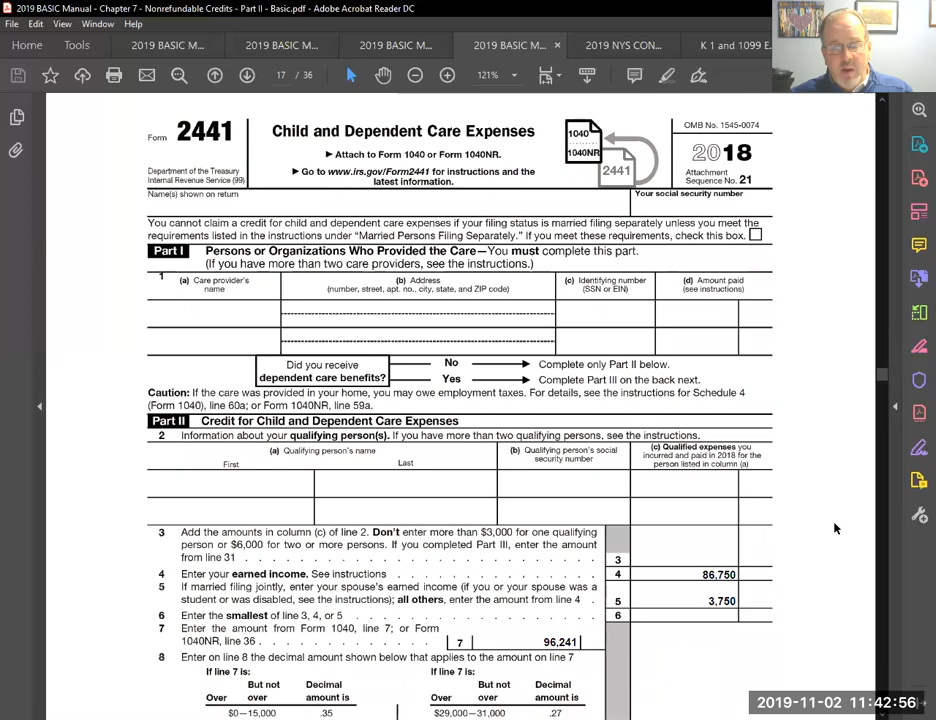 2019 BASIC Manual - Chapter 7 - Nonrefundable Credits - Part II - Basic.pdf - Adobe Acrobat Reader DC
File Edit View Window Help
Home Tools 2019 BASIC M... 2019 BASIC M... 2019 BASIC M... 2019 BASIC M... × 2019 NYS CON... K 1 and 1099 E.
17 / 36 121%
Form 2441
Department of the Treasury
Internal Revenue Service (99)
Child and Dependent Care Expenses
► Attach to Form 1040 or Form 1040NR.
► Go to www.irs.gov/Form2441 for instructions and the
latest information.
1040
1040NR
2441
OMB No. 1545-0074
2018
Attachment
Sequence No. 21
Name(s) shown on return Your social security number
You cannot claim a credit for child and dependent care expenses if your filing status is married filing separately unless you meet the
requirements listed in the instructions under “Married Persons Filing Separately.” If you meet these requirements, check this box.
Part I Persons or Organizations Who Provided the Care—You must complete this part.
(If you have more than two care providers, see the instructions.)
1 (a) Care provider's
name
(b) Address
(number, street, apt. no., city, state, and ZIP code)
(c) Identifying number
(SSN or EIN)
(d) Amount paid
(see instructions)
Did you receive
dependent care benefits?
No Complete only Part II below.
Yes Complete Part III on the back next.
Caution: If the care was provided in your home, you may owe employment taxes. For details, see the instructions for Schedule 4
(Form 1040), line 60a; or Form 1040NR, line 59a.
Part II Credit for Child and Dependent Care Expenses
2 Information about your qualifying person(s). If you have more than two qualifying persons, see the instructions.
(a) Qualifying person's name
First Last
(b) Qualifying person's social
security number
(c) Qualified expenses you
incurred and paid in 2018 for the
person listed in column (a)
3 Add the amounts in column (c) of line 2. Don't enter more than $3,000 for one qualifying
person or $6,000 for two or more persons. If you completed Part III, enter the amount
from line 31 . . . . . . . . . . . . . . . . . . . . . . 3
4 Enter your earned income. See instructions . . . . . . . . . . . . . . 4 86,750
5 If married filing jointly, enter your spouse's earned income (if you or your spouse was a
student or was disabled, see the instructions); all others, enter the amount from line 4 . 5 3,750
6 Enter the smallest of line 3, 4, or 5 . . . . . . . . . . . . . . . . 6
7 Enter the amount from Form 1040, line 7; or Form
1040NR, line 36 . . . . . . . . . . . . . 7 96,241
8 Enter on line 8 the decimal amount shown below that applies to the amount on line 7
If line 7 is: If line 7 is:
But not Decimal But not Decimal
Over over amount is Over over amount is
$0—15,000 .35 $29,000—31,000 .27
2019-11-02 11:42:56